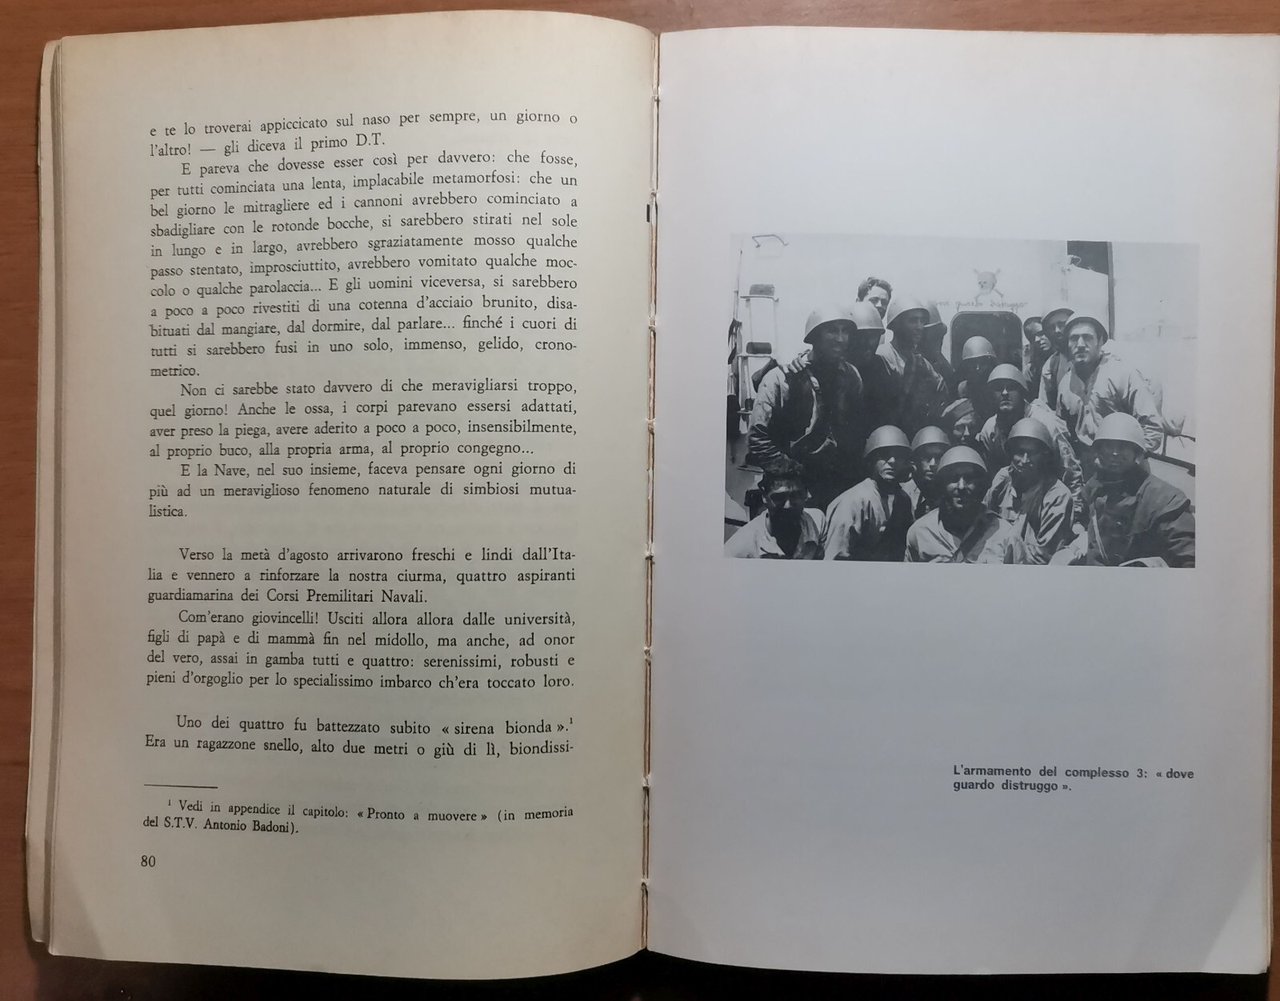 e te lo troverai appiccicato sul naso per sempre, un giorno o
l'altro! — gli diceva il primo D.T.
E pareva che dovesse esser così per davvero: che fosse,
per tutti cominciata una lenta, implacabile metamorfosi: che un
bel giorno le mitragliere ed i cannoni avrebbero cominciato a
sbadigliare con le rotonde bocche, si sarebbero stirati nel sole
in lungo e in largo, avrebbero sgraziatamente mosso qualche
passo stentato, improsciuttito, avrebbero vomitato qualche moc-
colo o qualche parolaccia... E gli uomini viceversa, si sarebbero
a poco a poco rivestiti di una cotenna d'acciaio brunito, disa-
bituati dal mangiare, dal dormire, dal parlare... finché i cuori di
tutti si sarebbero fusi in uno solo, immenso, gelido, crono-
metrico.
Non ci sarebbe stato davvero di che meravigliarsi troppo,
quel giorno! Anche le ossa, i corpi parevano essersi adattati,
aver preso la piega, avere aderito a poco a poco, insensibilmente,
al proprio buco, alla propria arma, al proprio congegno...
E la Nave, nel suo insieme, faceva pensare ogni giorno di
più ad un meraviglioso fenomeno naturale di simbiosi mutua-
listica.
Verso la metà d'agosto arrivarono freschi e lindi dall'Ita-
lia e vennero a rinforzare la nostra ciurma, quattro aspiranti
guardiamarina dei Corsi Premilitari Navali.
Com'erano giovincelli! Usciti allora allora dalle università,
figli di papà e di mammà fin nel midollo, ma anche, ad onor
del vero, assai in gamba tutti e quattro: serenissimi, robusti e
pieni d'orgoglio per lo specialissimo imbarco ch'era toccato loro.
Uno dei quattro fu battezzato subito « sirena bionda ».¹
Era un ragazzone snello, alto due metri o giù di lì, biondissi-
¹ Vedi in appendice il capitolo: « Pronto a muovere » (in memoria
del S.T.V. Antonio Badoni).
80
guardo distruggo
L'armamento del complesso 3: « dove
guardo distruggo ».